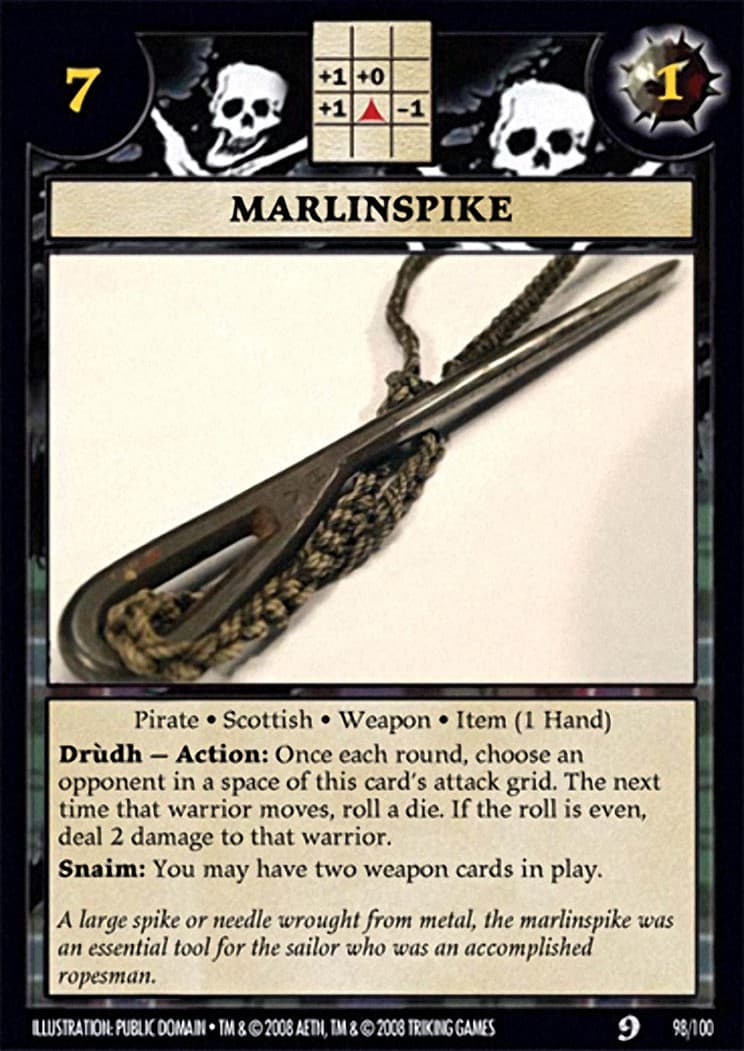 7
+1 +0
+1 -1
1
MARLINSPIKE
Pirate • Scottish • Weapon • Item (1 Hand)
Drùdh – Action: Once each round, choose an
opponent in a space of this card's attack grid. The next
time that warrior moves, roll a die. If the roll is even,
deal 2 damage to that warrior.
Snaim: You may have two weapon cards in play.
A large spike or needle wrought from metal, the marlinspike was
an essential tool for the sailor who was an accomplished
ropesman.
ILLUSTRATION: PUBLIC DOMAIN • TM & © 2008 AETN, TM & © 2008 TRIKING GAMES 9 98/100